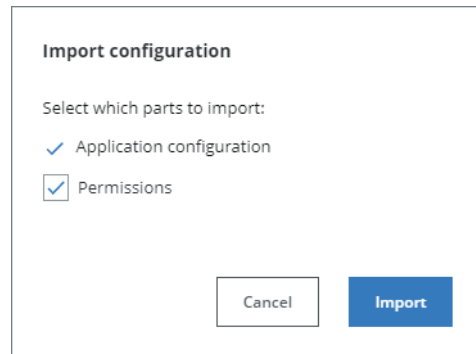 Import configuration
Select which parts to import:
Application configuration
Permissions
Cancel Import